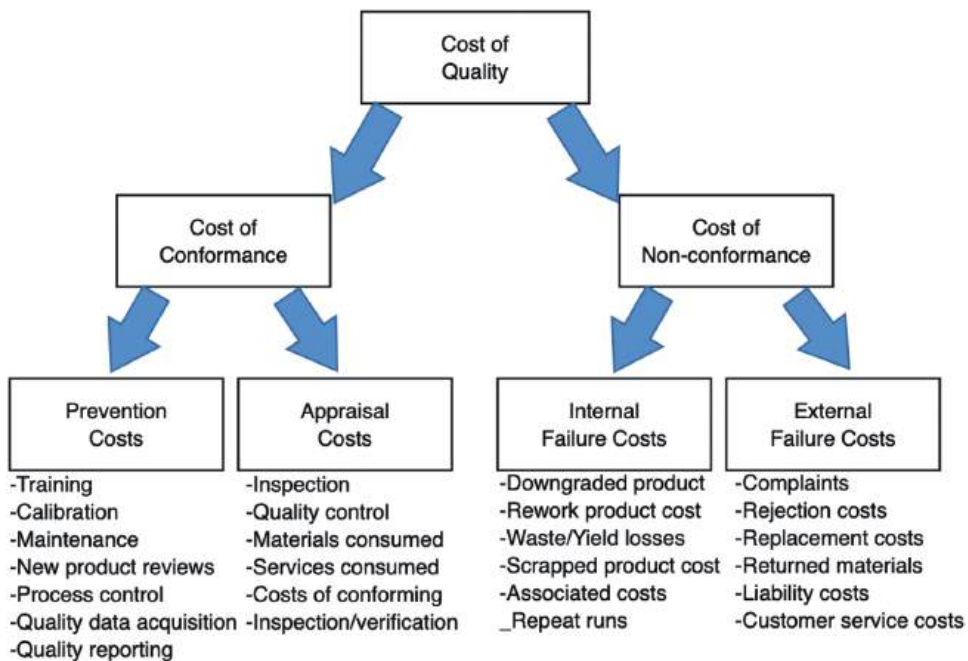 Cost of
Quality
Cost of
Conformance
Cost of
Non-conformance
Prevention
Costs
Appraisal
Costs
Internal
Failure Costs
External
Failure Costs
-Training
-Calibration
-Maintenance
-New product reviews
-Process control
-Quality data acquisition
-Quality reporting
-Inspection
-Quality control
-Materials consumed
-Services consumed
-Costs of conforming
-Inspection/verification
-Downgraded product
-Rework product cost
-Waste/Yield losses
-Scrapped product cost
-Associated costs
_Repeat runs
-Complaints
-Rejection costs
-Replacement costs
-Returned materials
-Liability costs
-Customer service costs